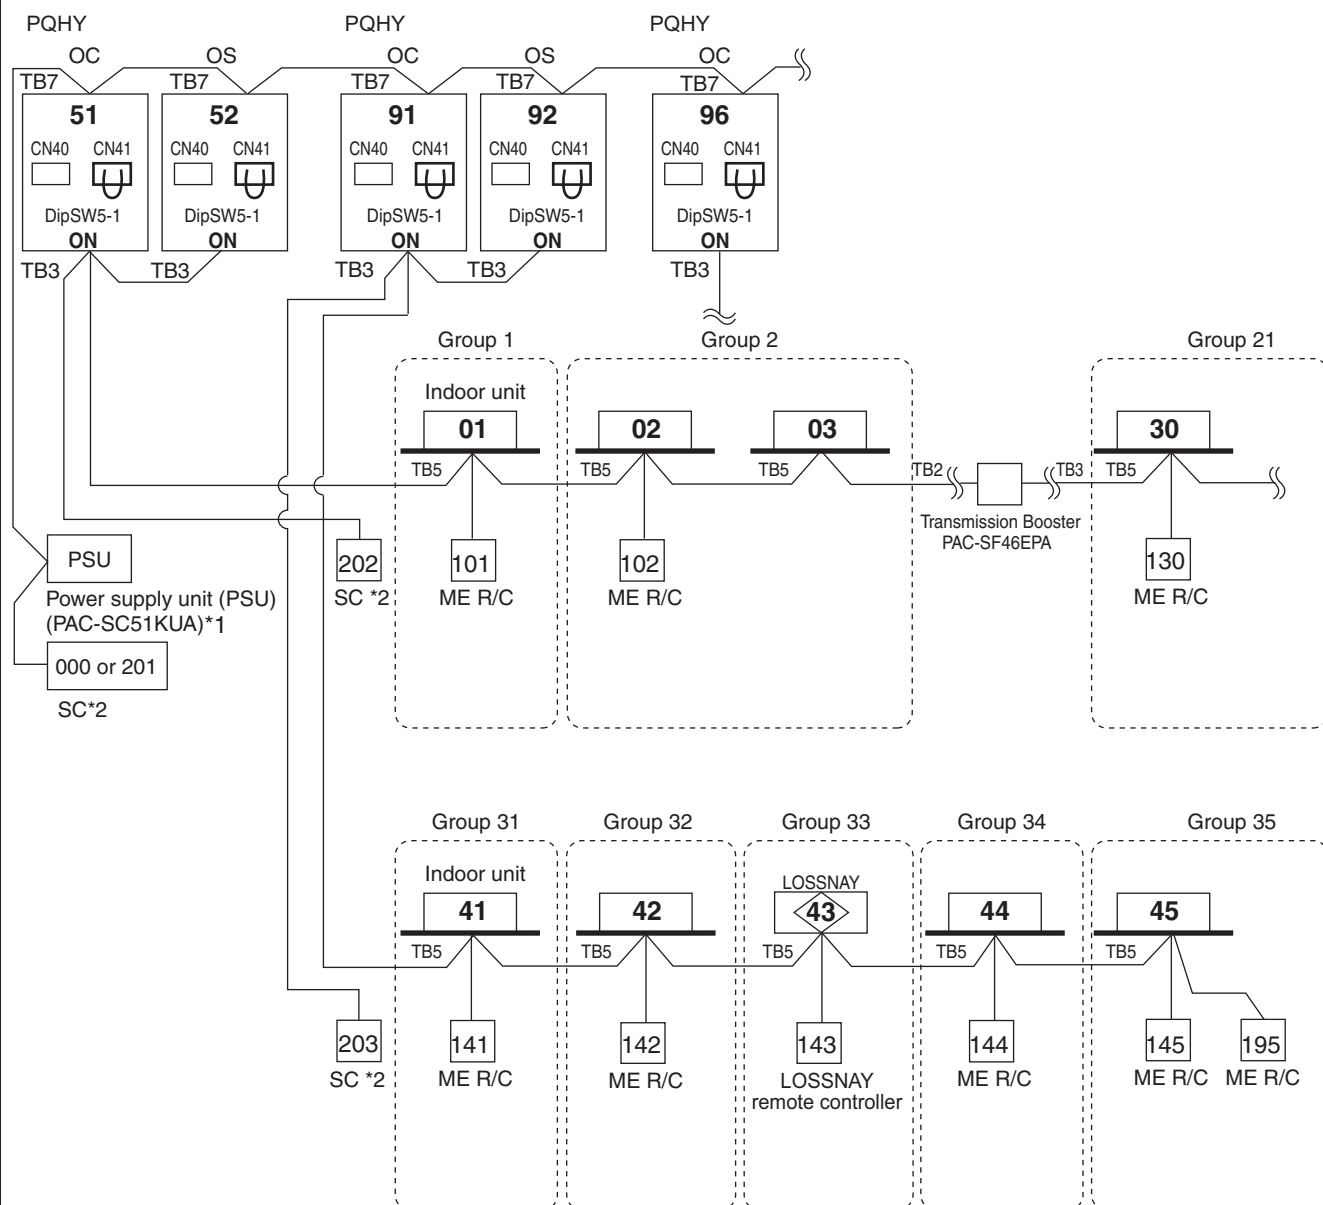 PQHY PQHY PQHY
OC OS OC OS OC
TB7 TB7 TB7 TB7 TB7
51 52 91 92 96
CN40 CN41 CN40 CN41 CN40 CN41 CN40 CN41 CN40 CN41
DipSW5-1 DipSW5-1 DipSW5-1 DipSW5-1 DipSW5-1
ON ON ON ON ON
TB3 TB3 TB3 TB3 TB3
Group 1 Group 2 Group 21
Indoor unit
01 02 03 30
TB5 TB5 TB5 TB2 TB3 TB5
Transmission Booster
PAC-SF46EPA
PSU
202 101 102 130
SC *2 ME R/C ME R/C ME R/C
Power supply unit (PSU)
(PAC-SC51KUA)*1
000 or 201
SC*2
Group 31 Group 32 Group 33 Group 34 Group 35
Indoor unit
LOSSNAY
41 42 43 44 45
TB5 TB5 TB5 TB5 TB5
203 141 142 143 144 145 195
SC *2 ME R/C ME R/C LOSSNAY ME R/C ME R/C ME R/C
remote controller